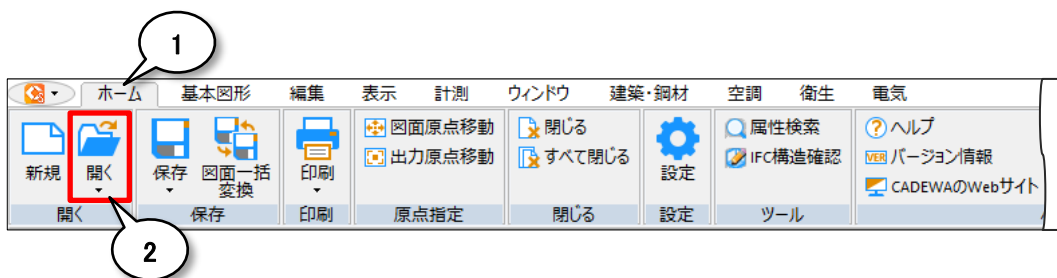 1
ホーム 基本図形 編集 表示 計測 ウィンドウ 建築・鋼材 空調 衛生 電気
図面原点移動 閉じる 属性検索 ヘルプ
新規 開く 保存 図面一括変換 印刷 出力原点移動 すべて閉じる 設定 IFC構造確認 VER バージョン情報
CADEWAのWebサイト
開く 保存 印刷 原点指定 閉じる 設定 ツール
2